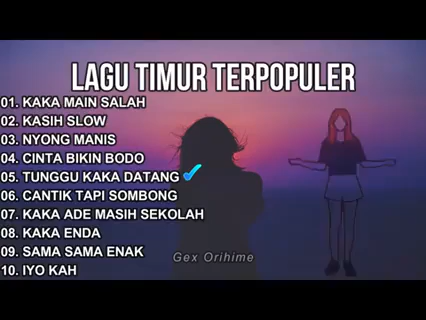 LAGU TIMUR TERPOPULER
01. KAKA MAIN SALAH
02. KASIH SLOW
03. NYONG MANIS
04. CINTA BIKIN BODO
05. TUNGGU KAKA DATANG
06. CANTIK TAPI SOMBONG
07. KAKA ADE MASIH SEKOLAH
08. KAKA ENDA
09. SAMA SAMA ENAK
10. IYO KAH
Gex Orihime